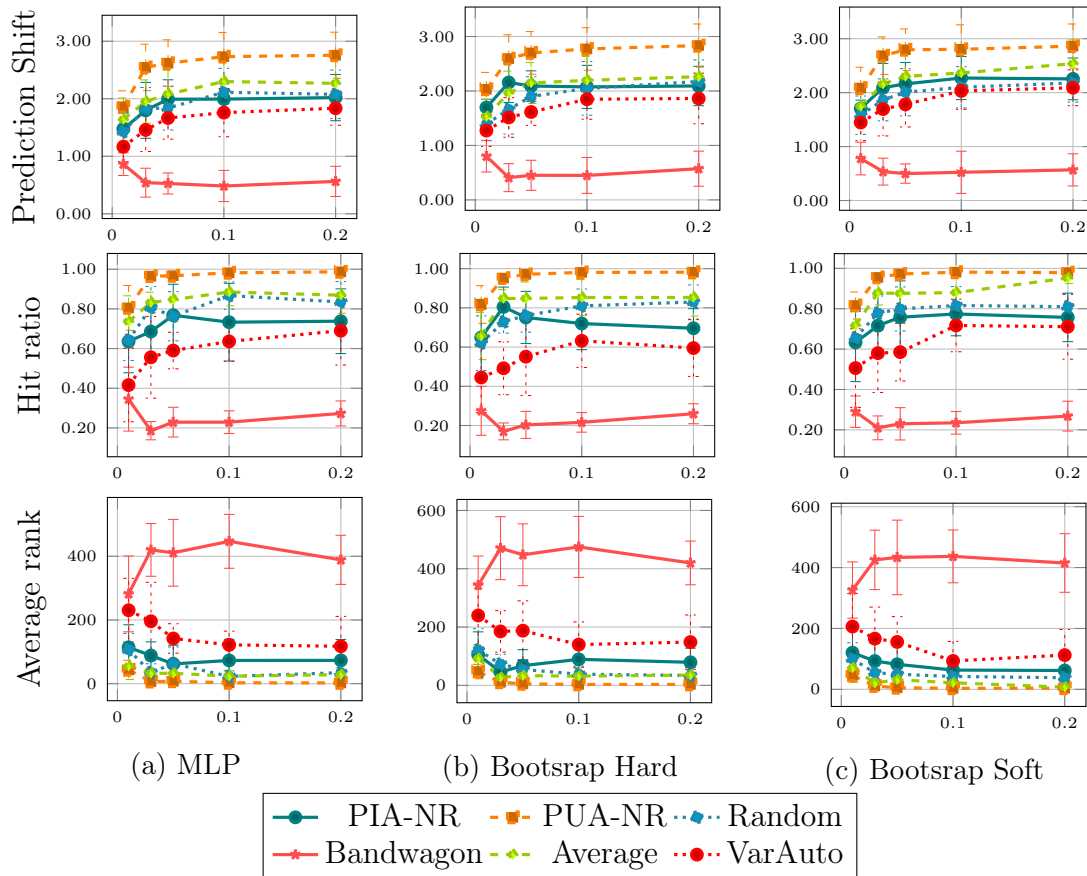 Prediction Shift
3.00
2.00
1.00
0.00
0 0.1 0.2
3.00
2.00
1.00
0.00
0 0.1 0.2
3.00
2.00
1.00
0.00
0 0.1 0.2
Hit ratio
1.00
0.80
0.60
0.40
0.20
0 0.1 0.2
1.00
0.80
0.60
0.40
0.20
0 0.1 0.2
1.00
0.80
0.60
0.40
0.20
0 0.1 0.2
Average rank
400
200
0
0 0.1 0.2
600
400
200
0
0 0.1 0.2
600
400
200
0
0 0.1 0.2
(a) MLP
(b) Bootsrap Hard
(c) Bootsrap Soft
PIA-NR PUA-NR Random
Bandwagon Average VarAuto